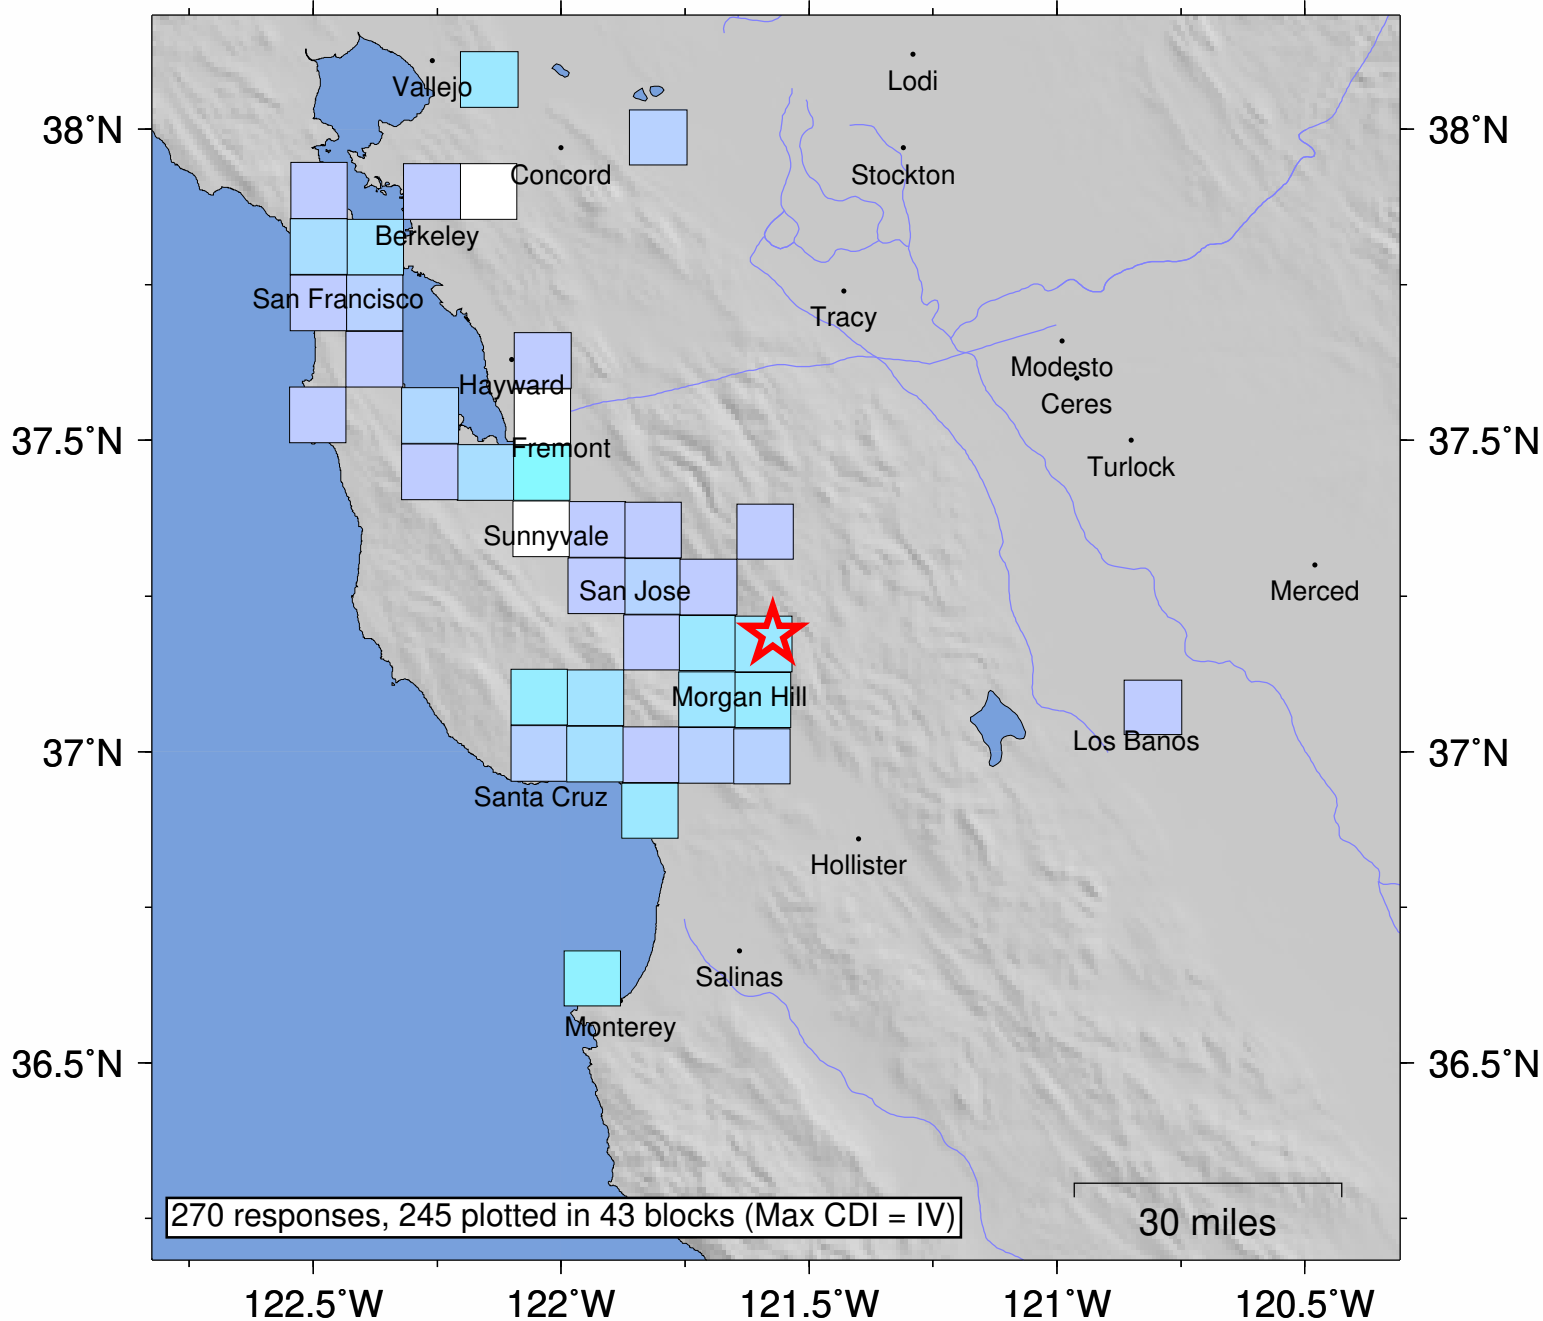 Vallejo
Lodi
38˚N
38˚N
Concord
Stockton
Berkeley
San Francisco
Tracy
Modesto
Hayward
Ceres
37.5˚N
37.5˚N
Fremont
Turlock
Sunnyvale
San Jose
Merced
Morgan Hill
Los Banos
37˚N
37˚N
Santa Cruz
Hollister
Salinas
Monterey
36.5˚N
36.5˚N
270 responses, 245 plotted in 43 blocks (Max CDI = IV)
30 miles
122.5˚W
122˚W
121.5˚W
121˚W
120.5˚W